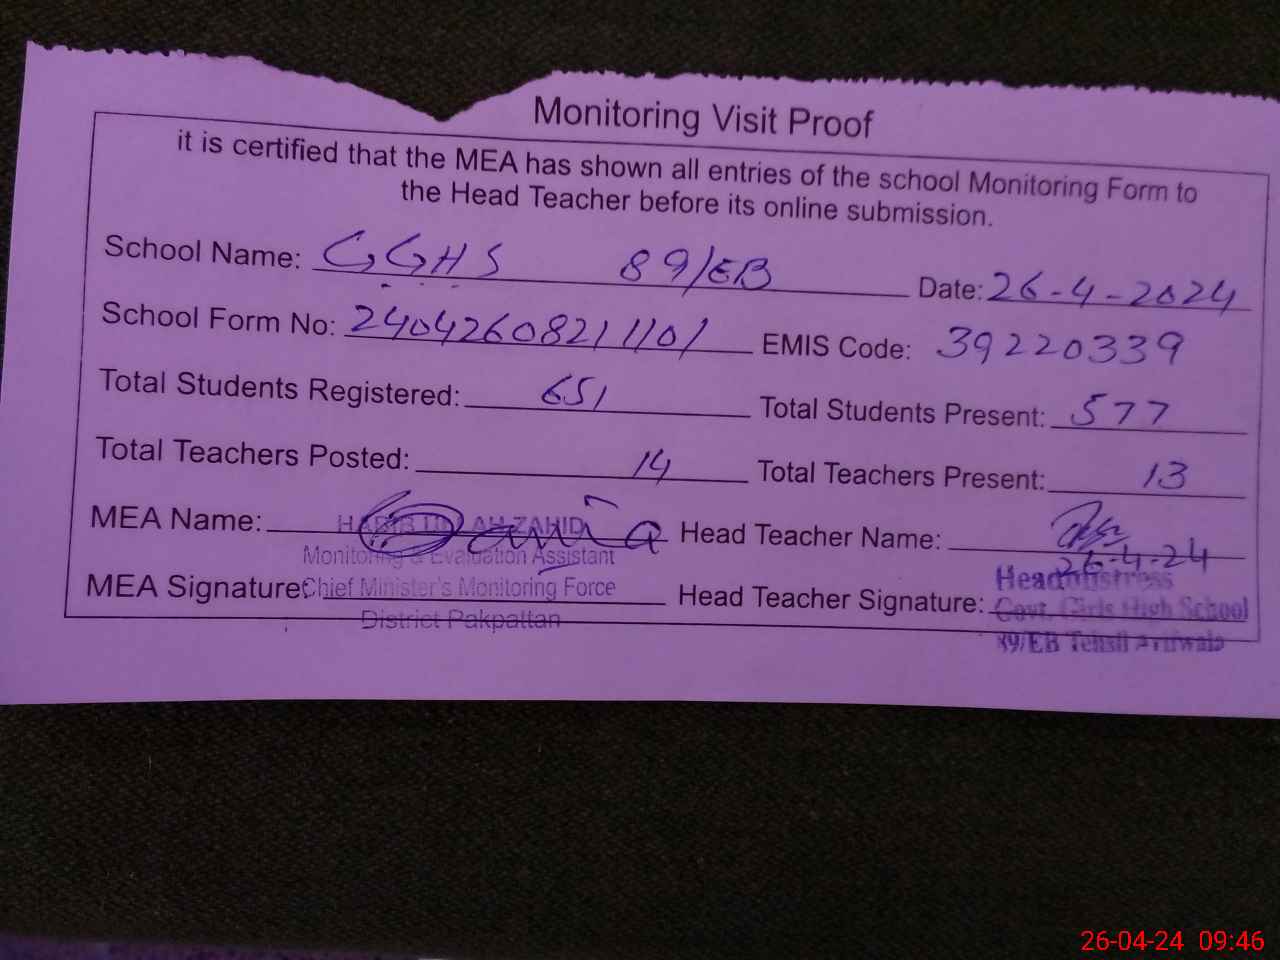 Monitoring Visit Proof
it is certified that the MEA has shown all entries of the school Monitoring Form to
the Head Teacher before its online submission.
School Name: GGHS 89/EB Date: 26-4-2024
School Form No: 24042608211101 EMIS Code: 39220339
Total Students Registered: 651 Total Students Present: 577
Total Teachers Posted: 14 Total Teachers Present: 13
MEA Name: ZAHID Head Teacher Name:
26-4-24
Monitoring & Evaluation Assistant
MEA Signature: Chief Minister's Monitoring Force Head Teacher Signature:
District Pakpattan
Headmistress
Govt. Girls High School
89/EB Tehsil Arifwala
26-04-24 09:46